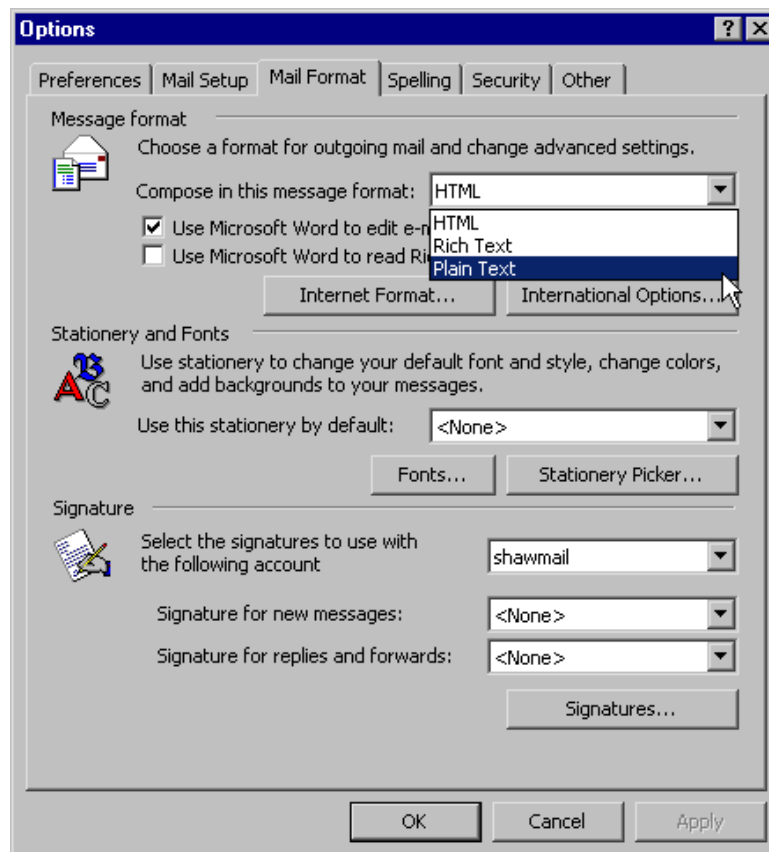 Options
Preferences Mail Setup Mail Format Spelling Security Other
Message format
Choose a format for outgoing mail and change advanced settings.
Compose in this message format: HTML
Use Microsoft Word to edit e-
HTML
Use Microsoft Word to read
Rich Text
Plain Text
Internet Format... International Options...
Stationery and Fonts
Use stationery to change your default font and style, change colors,
and add backgrounds to your messages.
Use this stationery by default: <None>
Fonts... Stationery Picker...
Signature
Select the signatures to use with
the following account
shawmail
Signature for new messages: <None>
Signature for replies and forwards: <None>
Signatures...
OK Cancel Apply